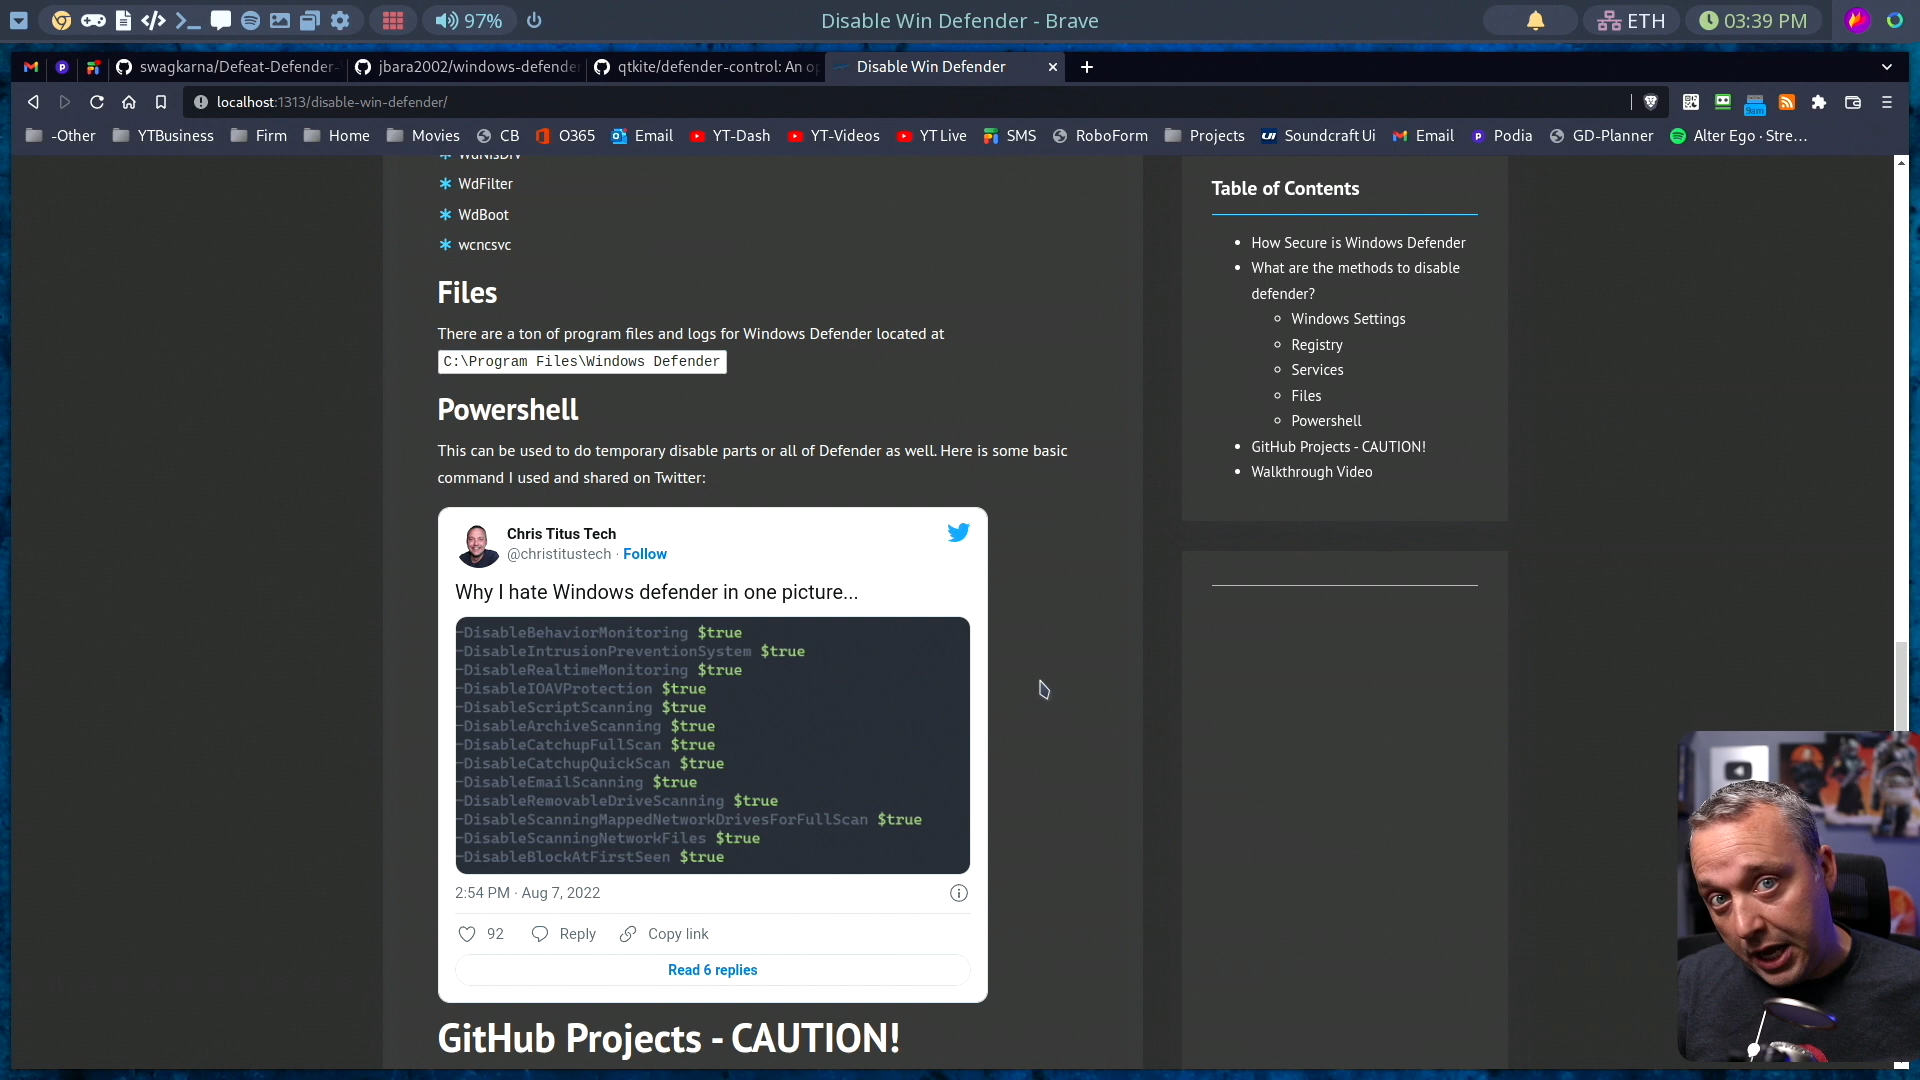 97%
Disable Win Defender - Brave
ETH
03:39 PM
swagkarna/Defeat-Defender-
jbara2002/windows-defende
qtkite/defender-control: An op
Disable Win Defender
localhost:1313/disable-win-defender/
9am
-Other
YTBusiness
Firm
Home
Movies
CB
O365
Email
YT-Dash
YT-Videos
YT Live
SMS
RoboForm
Projects
Soundcraft Ui
Email
Podia
GD-Planner
Alter Ego · Stre...
WdNisDrv
WdFilter
WdBoot
wcncsvc
Files
There are a ton of program files and logs for Windows Defender located at
C:\Program Files\Windows Defender
Powershell
This can be used to do temporary disable parts or all of Defender as well. Here is some basic
command I used and shared on Twitter:
Chris Titus Tech
@christitustech · Follow
Why I hate Windows defender in one picture...
-DisableBehaviorMonitoring $true
-DisableIntrusionPreventionSystem $true
-DisableRealtimeMonitoring $true
-DisableIOAVProtection $true
-DisableScriptScanning $true
-DisableArchiveScanning $true
-DisableCatchupFullScan $true
-DisableCatchupQuickScan $true
-DisableEmailScanning $true
-DisableRemovableDriveScanning $true
-DisableScanningMappedNetworkDrivesForFullScan $true
-DisableScanningNetworkFiles $true
-DisableBlockAtFirstSeen $true
2:54 PM · Aug 7, 2022
92
Reply
Copy link
Read 6 replies
GitHub Projects - CAUTION!
Table of Contents
How Secure is Windows Defender
What are the methods to disable
defender?
Windows Settings
Registry
Services
Files
Powershell
GitHub Projects - CAUTION!
Walkthrough Video